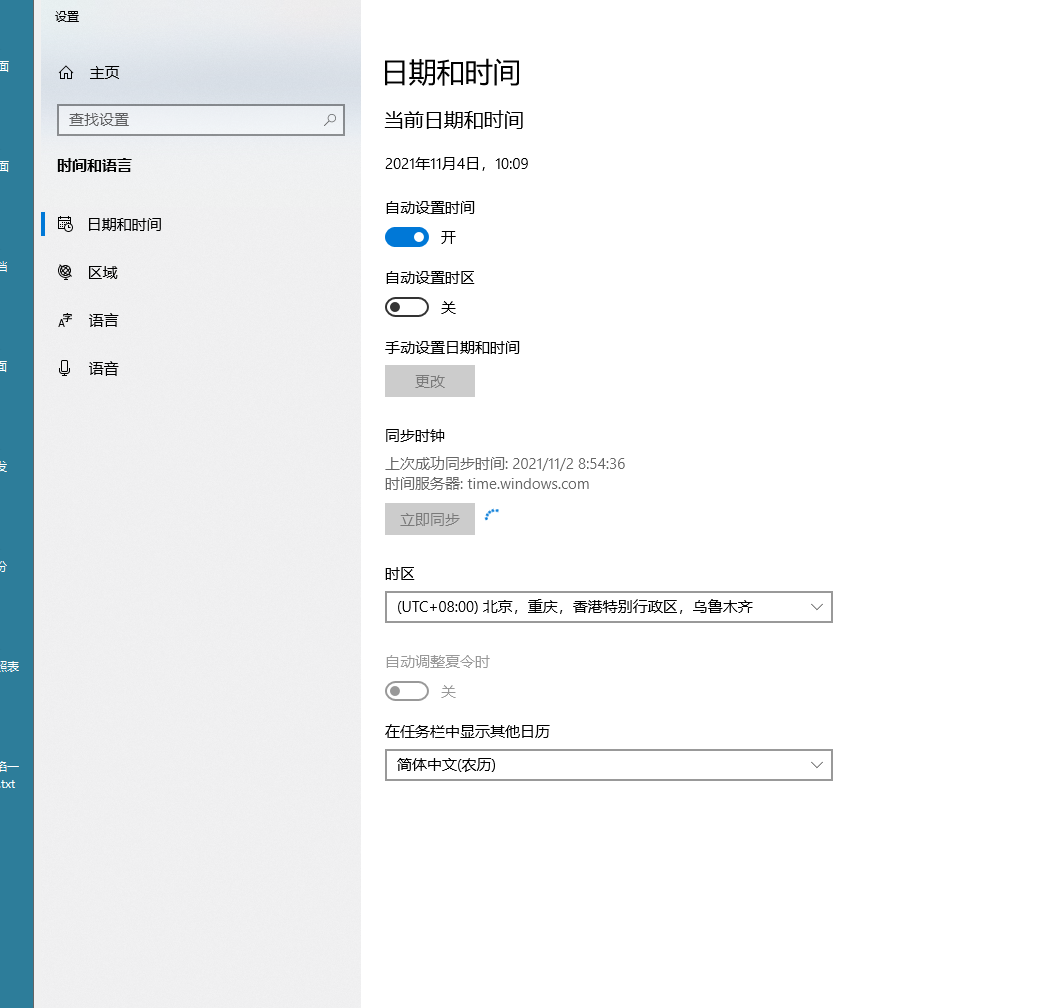 设置
主页
查找设置
时间和语言
日期和时间
区域
语言
语音
日期和时间
当前日期和时间
2021年11月4日，10:09
自动设置时间
开
自动设置时区
关
手动设置日期和时间
更改
同步时钟
上次成功同步时间: 2021/11/2 8:54:36
时间服务器: time.windows.com
立即同步
时区
(UTC+08:00) 北京，重庆，香港特别行政区，乌鲁木齐
自动调整夏令时
关
在任务栏中显示其他日历
简体中文(农历)
面
面
档
面
发
份
照表
.txt